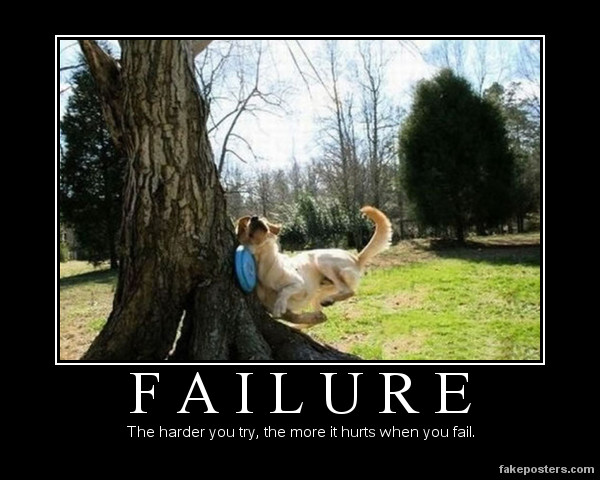 FAILURE
The harder you try, the more it hurts when you fail.
fakeposters.com